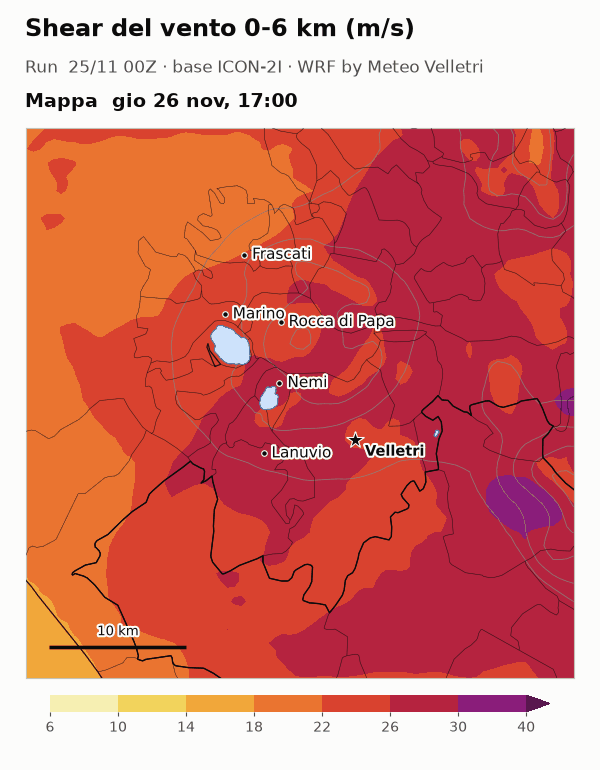 Shear del vento 0-6 km (m/s)
Run  25/11 00Z · base ICON-2I · WRF by Meteo Velletri
Mappa  gio 26 nov, 17:00
Frascati
Marino
Rocca di Papa
Nemi
Velletri
Lanuvio
10 km
6 10 14 18 22 26 30 40